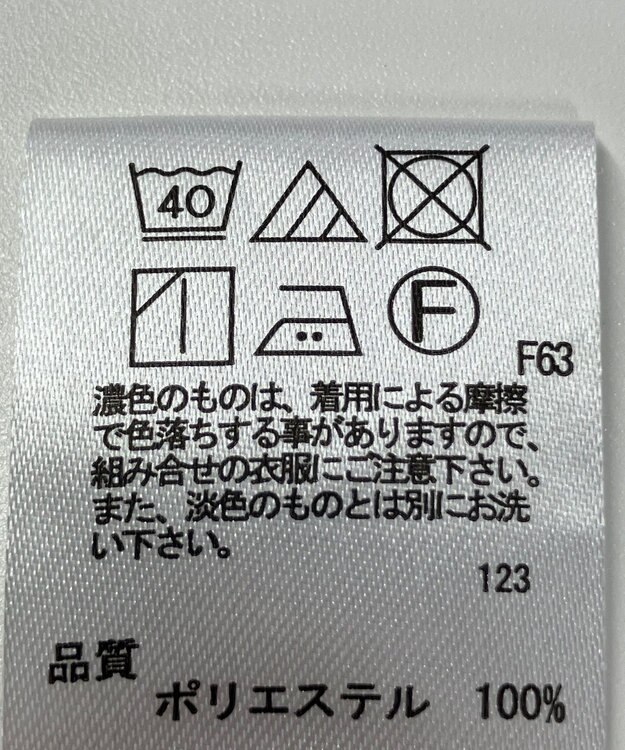 40
F
F63
濃色のものは、着用による摩擦
で色落ちする事がありますので、
組み合せの衣服にご注意下さい。
また、淡色のものとは別にお洗
い下さい。
123
品質
ポリエステル 100%